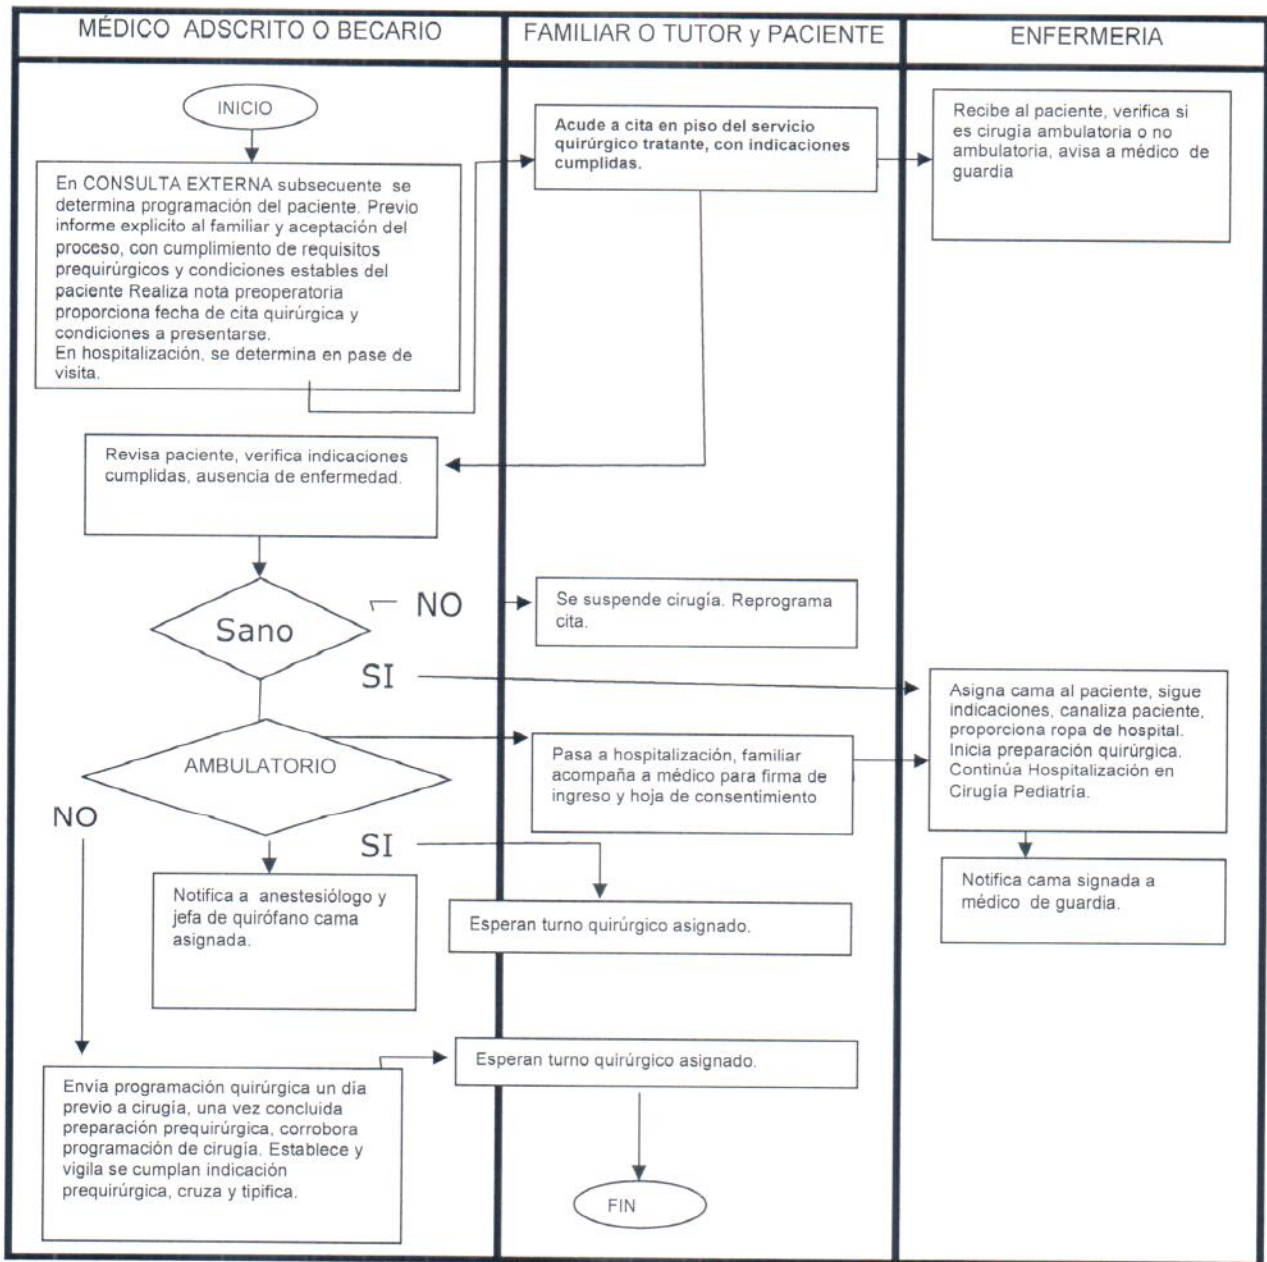 MÉDICO ADSCRITO O BECARIO
FAMILIAR O TUTOR y PACIENTE
ENFERMERIA
INICIO
En CONSULTA EXTERNA subsecuente se
determina programación del paciente. Previo
informe explicito al familiar y aceptación del
proceso, con cumplimiento de requisitos
prequirúrgicos y condiciones estables del
paciente Realiza nota preoperatoria
proporciona fecha de cita quirúrgica y
condiciones a presentarse.
En hospitalización, se determina en pase de
visita.
Acude a cita en piso del servicio
quirúrgico tratante, con indicaciones
cumplidas.
Recibe al paciente, verifica si
es cirugía ambulatoria o no
ambulatoria, avisa a médico de
guardia
Revisa paciente, verifica indicaciones
cumplidas, ausencia de enfermedad.
Sano
NO
Se suspende cirugía. Reprograma
cita.
SI
Asigna cama al paciente, sigue
indicaciones, canaliza paciente,
proporciona ropa de hospital.
Inicia preparación quirúrgica.
Continúa Hospitalización en
Cirugía Pediatría.
AMBULATORIO
Pasa a hospitalización, familiar
acompaña a médico para firma de
ingreso y hoja de consentimiento
NO
SI
Notifica a anestesiólogo y
jefa de quirófano cama
asignada.
Esperan turno quirúrgico asignado.
Notifica cama signada a
médico de guardia.
Envía programación quirúrgica un día
previo a cirugía, una vez concluida
preparación prequirúrgica, corrobora
programación de cirugía. Establece y
vigila se cumplan indicación
prequirúrgica, cruza y tipifica.
Esperan turno quirúrgico asignado.
FIN